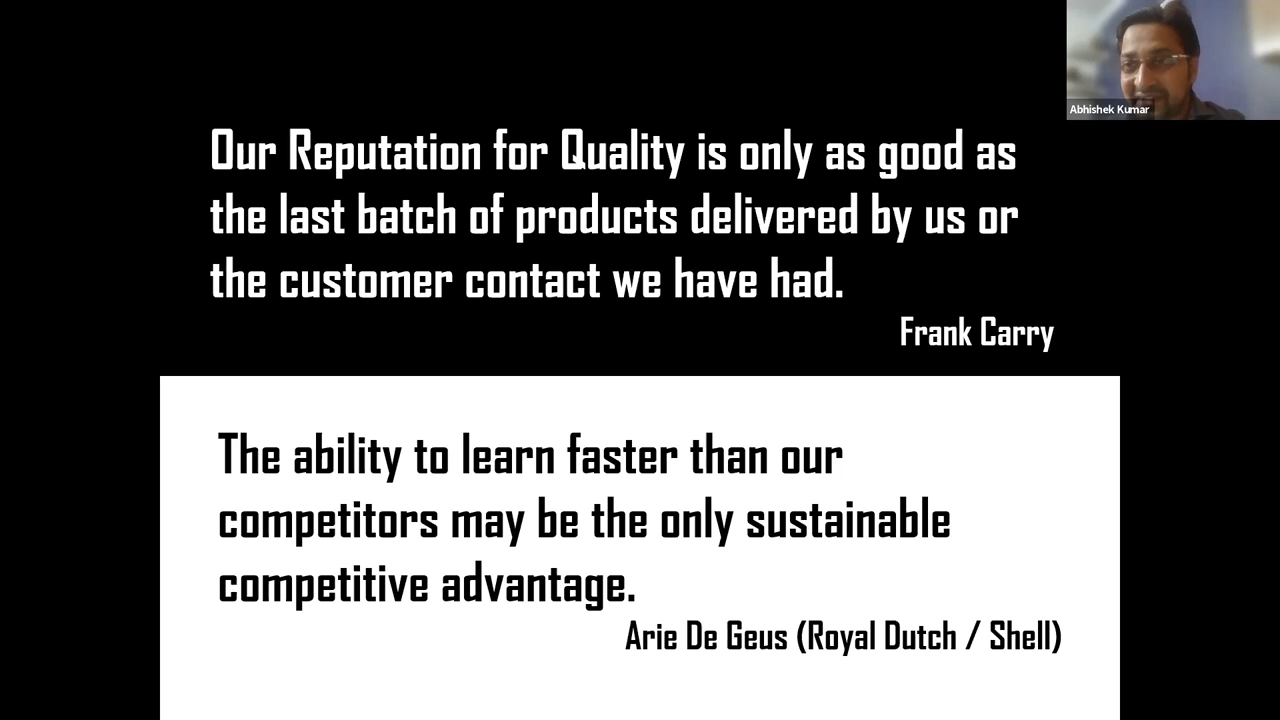 Abhishek Kumar
Our Reputation for Quality is only as good as
the last batch of products delivered by us or
the customer contact we have had.
Frank Carry
The ability to learn faster than our
competitors may be the only sustainable
competitive advantage.
Arie De Geus (Royal Dutch / Shell)